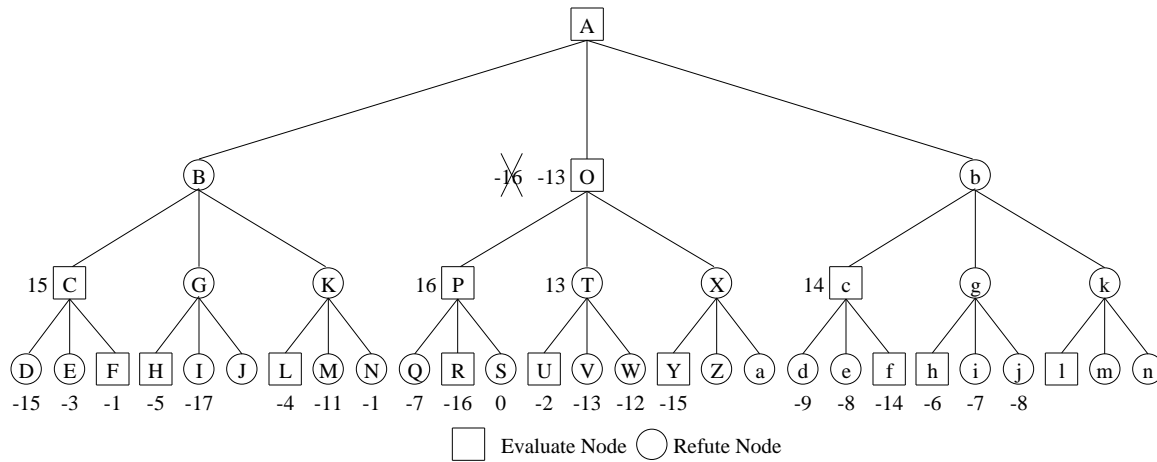 A
B -16 -13 O b
15 C G K 16 P 13 T X 14 c g k
D E F H I J L M N Q R S U V W Y Z a d e f h i j l m n
-15 -3 -1 -5 -17 -4 -11 -1 -7 -16 0 -2 -13 -12 -15 -9 -8 -14 -6 -7 -8
Evaluate Node Refute Node